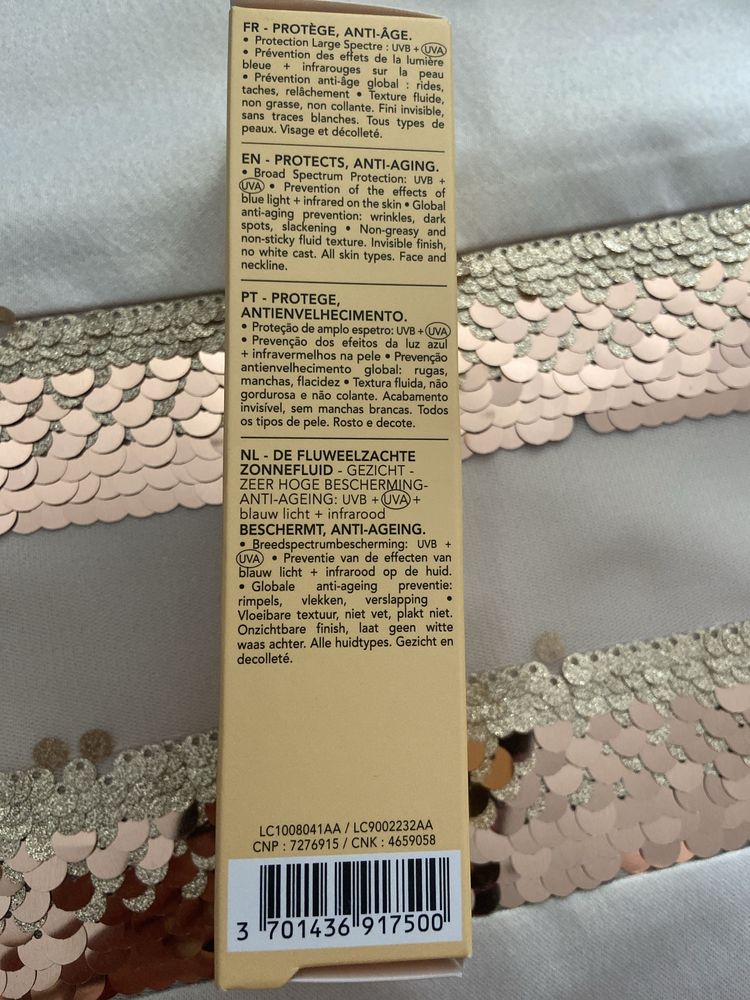 FR - PROTÈGE, ANTI-ÂGE.
• Protection Large Spectre : UVB + UVA
• Prévention des effets de la lumière
bleue + infrarouges sur la peau
• Prévention anti-âge global : rides,
taches, relâchement • Texture fluide,
non grasse, non collante. Fini invisible,
sans traces blanches. Tous types de
peaux. Visage et décolleté.
EN - PROTECTS, ANTI-AGING.
• Broad Spectrum Protection: UVB +
UVA • Prevention of the effects of
blue light + infrared on the skin • Global
anti-aging prevention: wrinkles, dark
spots, slackening • Non-greasy and
non-sticky fluid texture. Invisible finish,
no white cast. All skin types. Face and
neckline.
PT - PROTEGE,
ANTIENVELHECIMENTO.
• Proteção de amplo espetro: UVB + UVA
• Prevenção dos efeitos da luz azul
+ infravermelhos na pele • Prevenção
antienvelhecimento global: rugas,
manchas, flacidez • Textura fluida, não
gordurosa e não colante. Acabamento
invisível, sem manchas brancas. Todos
os tipos de pele. Rosto e decote.
NL - DE FLUWEELZACHTE
ZONNEFLUID - GEZICHT -
ZEER HOGE BESCHERMING-
ANTI-AGEING: UVB + UVA +
blauw licht + infrarood
BESCHERMT, ANTI-AGEING.
• Breedspectrumbescherming: UVB +
UVA • Preventie van de effecten van
blauw licht + infrarood op de huid.
• Globale anti-ageing preventie:
rimpels, vlekken, verslapping •
Vloeibare textuur, niet vet, plakt niet.
Onzichtbare finish, laat geen witte
waas achter. Alle huidtypes. Gezicht en
decolleté.
LC1008041AA / LC9002232AA
CNP : 7276915 / CNK : 4659058
3 701436 917500